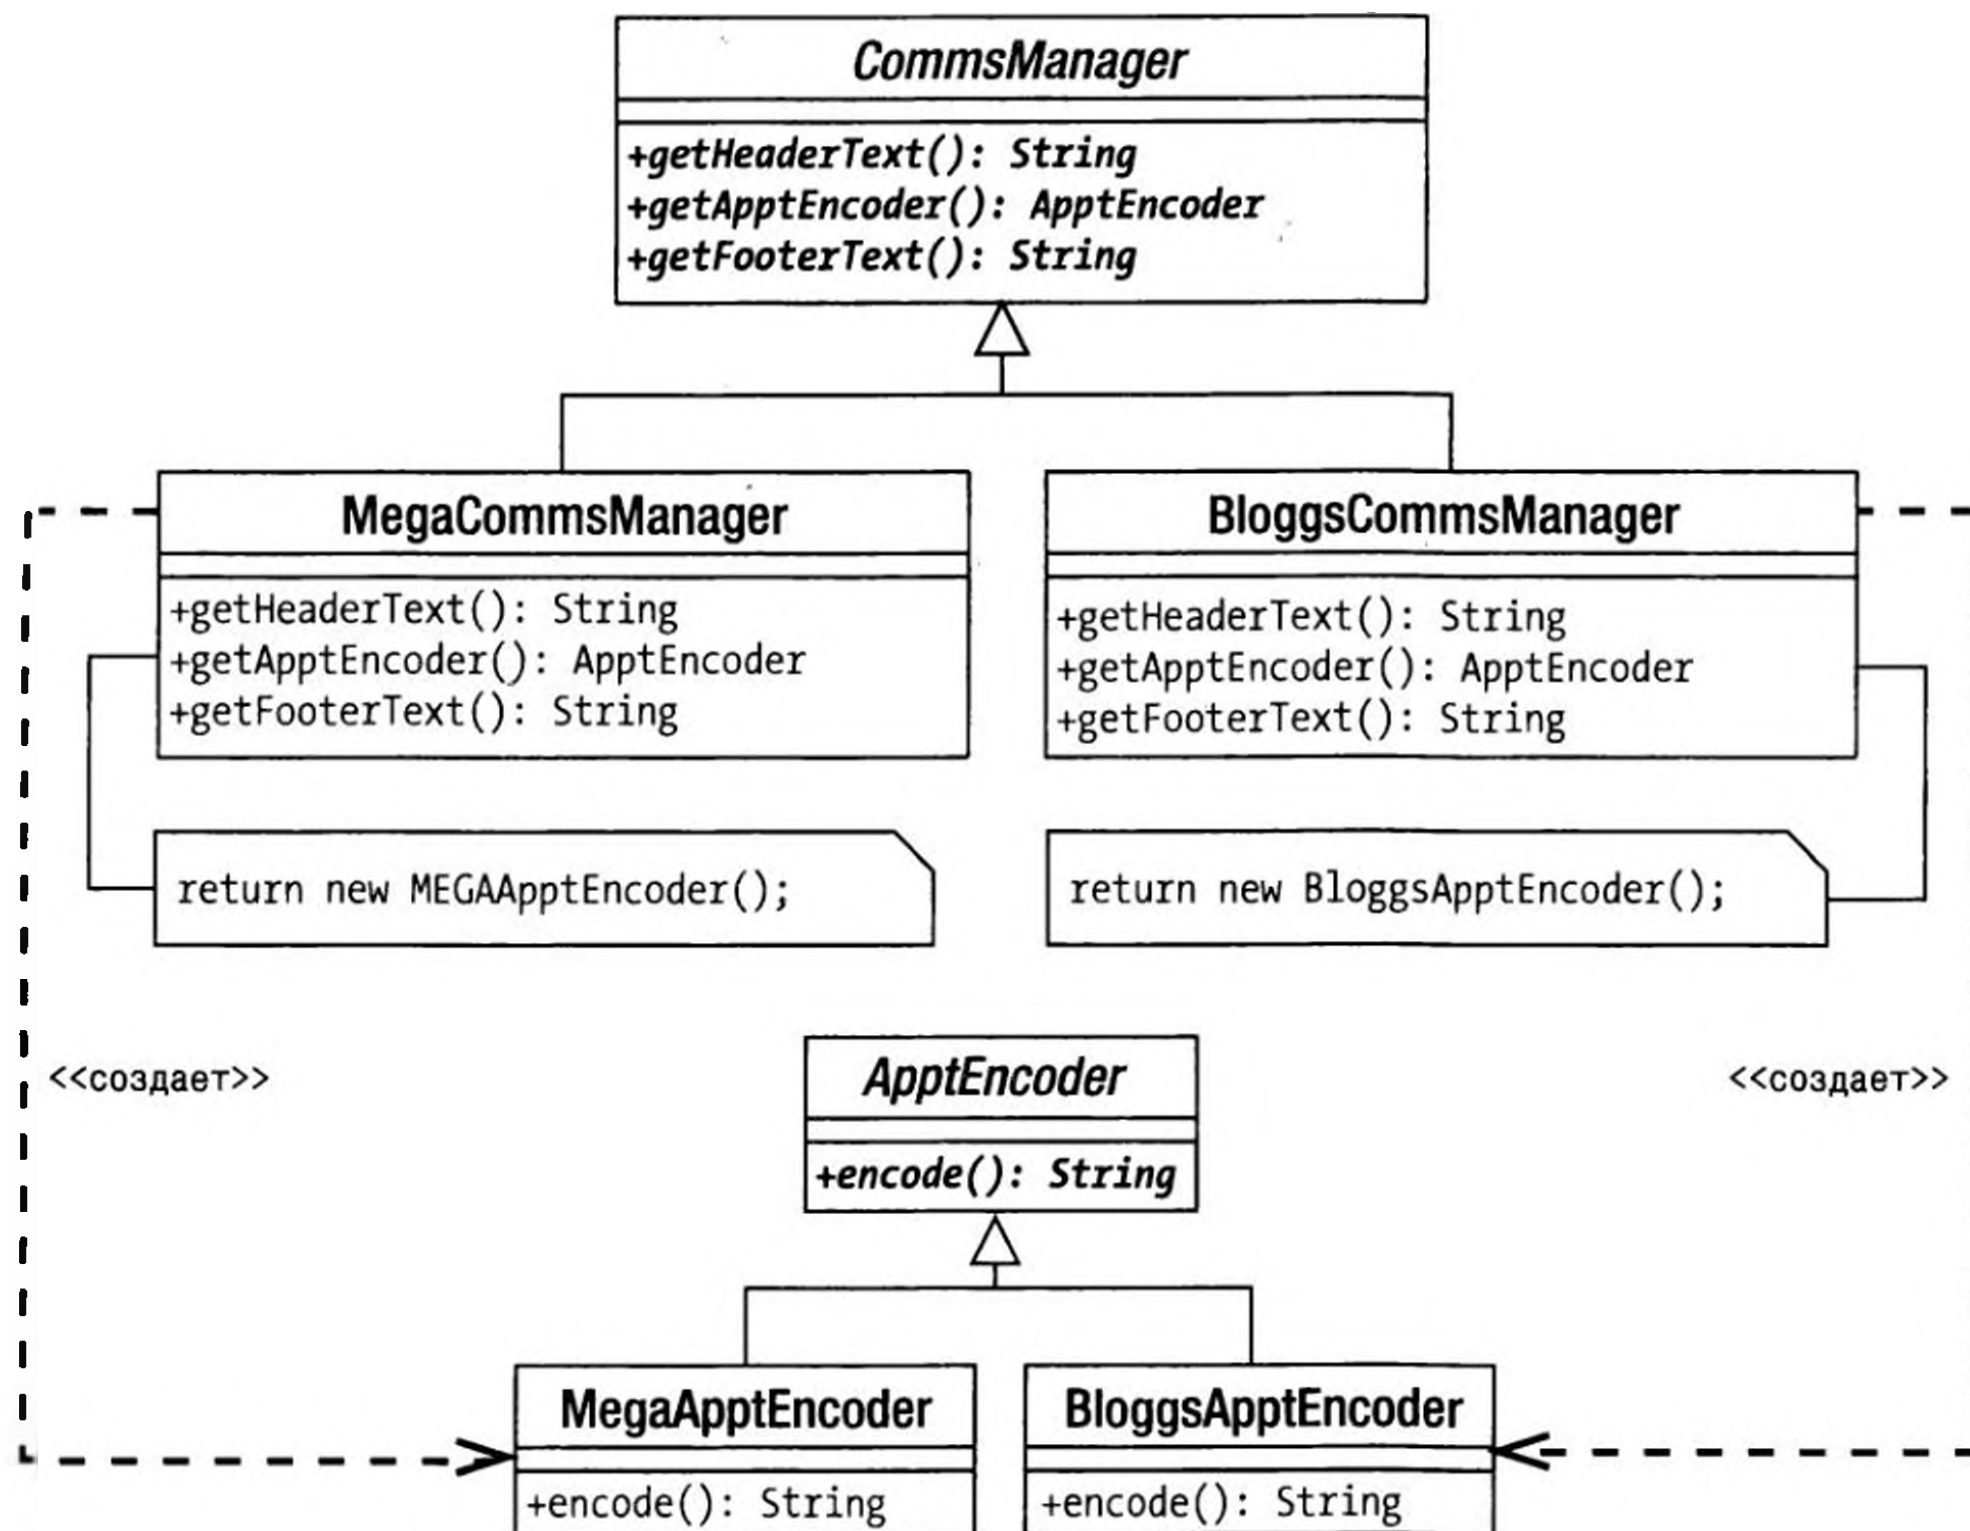 CommsManager
+getHeaderText(): String
+getApptEncoder(): ApptEncoder
+getFooterText(): String
MegaCommsManager
+getHeaderText(): String
+getApptEncoder(): ApptEncoder
+getFooterText(): String
BloggsCommsManager
+getHeaderText(): String
+getApptEncoder(): ApptEncoder
+getFooterText(): String
return new MEGAApptEncoder();
return new BloggsApptEncoder();
<<создает>>
<<создает>>
ApptEncoder
+encode(): String
MegaApptEncoder
+encode(): String
BloggsApptEncoder
+encode(): String